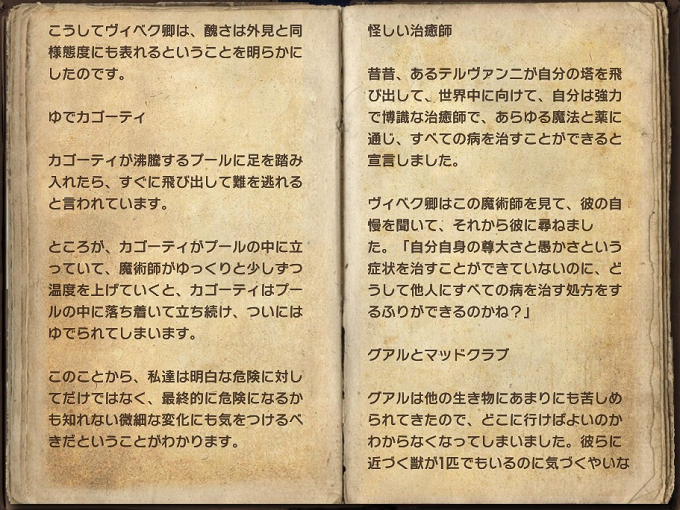 こうしてヴィベク卿は、醜さは外見と同
様態度にも表れるということを明らかに
したのです。
ゆでカゴーティ
カゴーティが沸騰するプールに足を踏み
入れたら、すぐに飛び出して難を逃れる
と言われています。
ところが、カゴーティがプールの中に立
っていて、魔術師がゆっくりと少しずつ
温度を上げていくと、カゴーティはプー
ルの中に落ち着いて立ち続け、ついには
ゆでられてしまいます。
このことから、私達は明白な危険に対し
てだけではなく、最終的に危険になるか
も知れない微細な変化にも気をつけるべ
きだということがわかります。
怪しい治癒師
昔昔、あるテルヴァンニが自分の塔を飛
び出して、世界中に向けて、自分は強力
で博識な治癒師で、あらゆる魔法と薬に
通じ、すべての病を治すことができると
宣言しました。
ヴィベク卿はこの魔術師を見て、彼の自
慢を聞いて、それから彼に尋ねまし
た。「自分自身の尊大さと愚かさという
症状を治すことができていないのに、ど
うして他人にすべての病を治す処方をす
るふりができるのかね？」
グアルとマッドクラブ
グアルは他の生き物にあまりにも苦しめ
られてきたので、どこに行けばよいのか
わからなくなってしまいました。彼らに
近づく獣が1匹でもいるのに気づくやいな